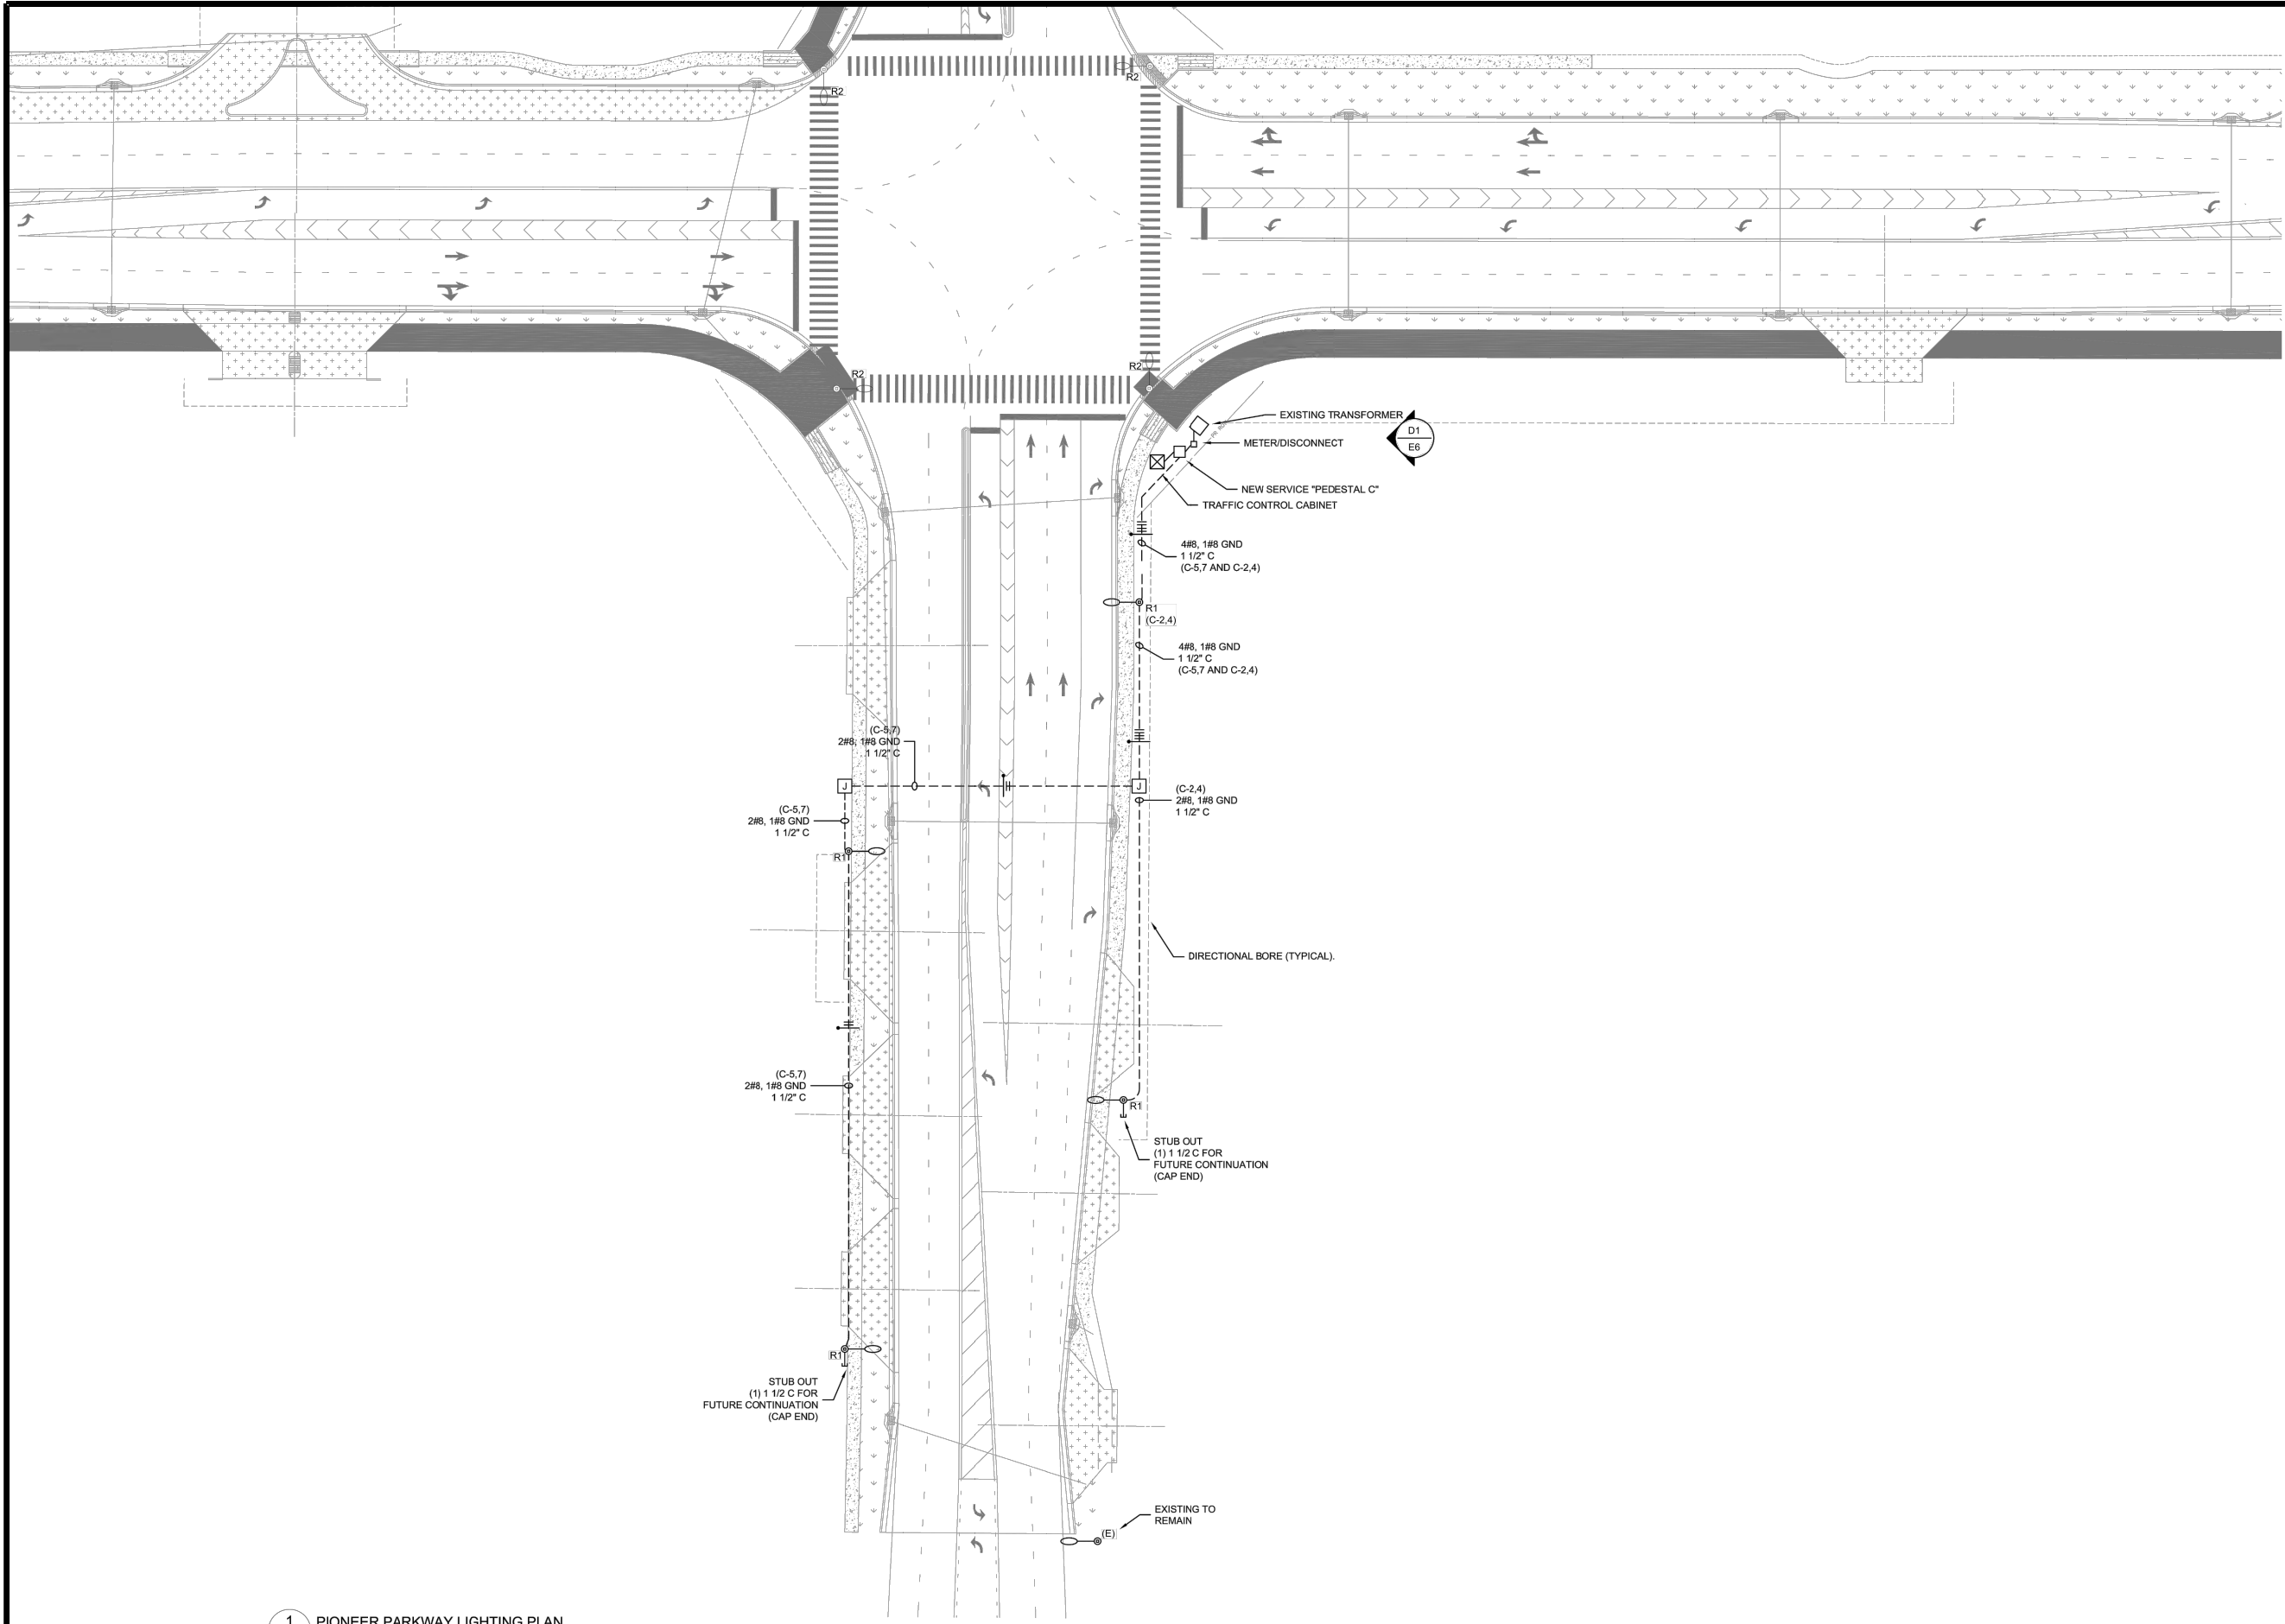 R2
R2
R2
R2
EXISTING TRANSFORMER
D1
E6
METER/DISCONNECT
NEW SERVICE "PEDESTAL C"
TRAFFIC CONTROL CABINET
4#8, 1#8 GND
1 1/2" C
(C-5,7 AND C-2,4)
R1
(C-2,4)
4#8, 1#8 GND
1 1/2" C
(C-5,7 AND C-2,4)
(C-5,7)
2#8, 1#8 GND
1 1/2" C
J
J
(C-2,4)
2#8, 1#8 GND
1 1/2" C
(C-5,7)
2#8, 1#8 GND
1 1/2" C
R1
DIRECTIONAL BORE (TYPICAL).
(C-5,7)
2#8, 1#8 GND
1 1/2" C
R1
STUB OUT
(1) 1 1/2 C FOR
FUTURE CONTINUATION
(CAP END)
R1
STUB OUT
(1) 1 1/2 C FOR
FUTURE CONTINUATION
(CAP END)
EXISTING TO
REMAIN
(E)
1 PIONEER PARKWAY LIGHTING PLAN